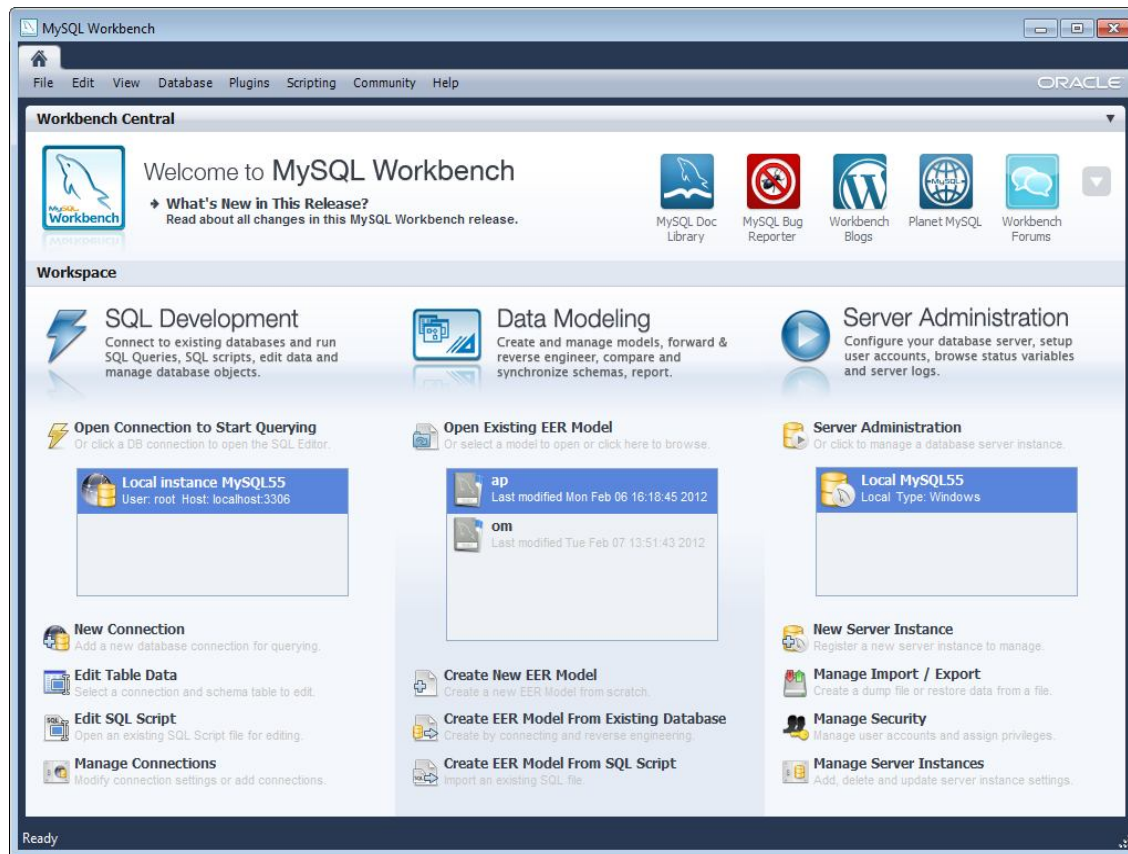 MySQL Workbench
File Edit View Database Plugins Scripting Community Help
ORACLE
Workbench Central
MySQL
Workbench
Welcome to MySQL Workbench
What's New in This Release?
Read about all changes in this MySQL Workbench release.
MySQL Doc
Library
MySQL Bug
Reporter
Workbench
Blogs
MySQL
Planet MySQL
Workbench
Forums
Workspace
SQL Development
Connect to existing databases and run
SQL Queries, SQL scripts, edit data and
manage database objects.
Open Connection to Start Querying
Or click a DB connection to open the SQL Editor.
Local instance MySQL55
User: root Host: localhost:3306
New Connection
Add a new database connection for querying.
Edit Table Data
Select a connection and schema table to edit.
Edit SQL Script
Open an existing SQL Script file for editing.
Manage Connections
Modify connection settings or add connections.
Data Modeling
Create and manage models, forward &
reverse engineer, compare and
synchronize schemas, report.
Open Existing EER Model
Or select a model to open or click here to browse.
ap
Last modified Mon Feb 06 16:18:45 2012
om
Last modified Tue Feb 07 13:51:43 2012
Create New EER Model
Create a new EER Model from scratch.
Create EER Model From Existing Database
Create by connecting and reverse engineering.
Create EER Model From SQL Script
Import an existing SQL file.
Server Administration
Configure your database server, setup
user accounts, browse status variables
and server logs.
Server Administration
Or click to manage a database server instance.
Local MySQL55
Local Type: Windows
New Server Instance
Register a new server instance to manage.
Manage Import / Export
Create a dump file or restore data from a file.
Manage Security
Manage user accounts and assign privileges.
Manage Server Instances
Add, delete and update server instance settings.
Ready